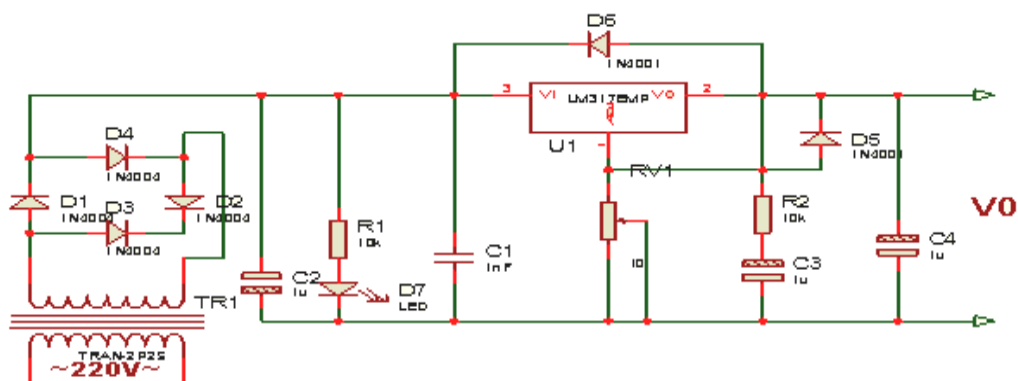 D6
1N4001
3
VI
LM317EMP
VO
2
U1
D4
1N4004
D1
1N4004
D2
1N4004
D3
1N4004
D5
1N4001
RV1
10
R1
10k
R2
10k
C1
1nF
C2
1u
D7
LED
C3
1u
C4
1u
V0
TR1
TRAN-2P2S
~220V~